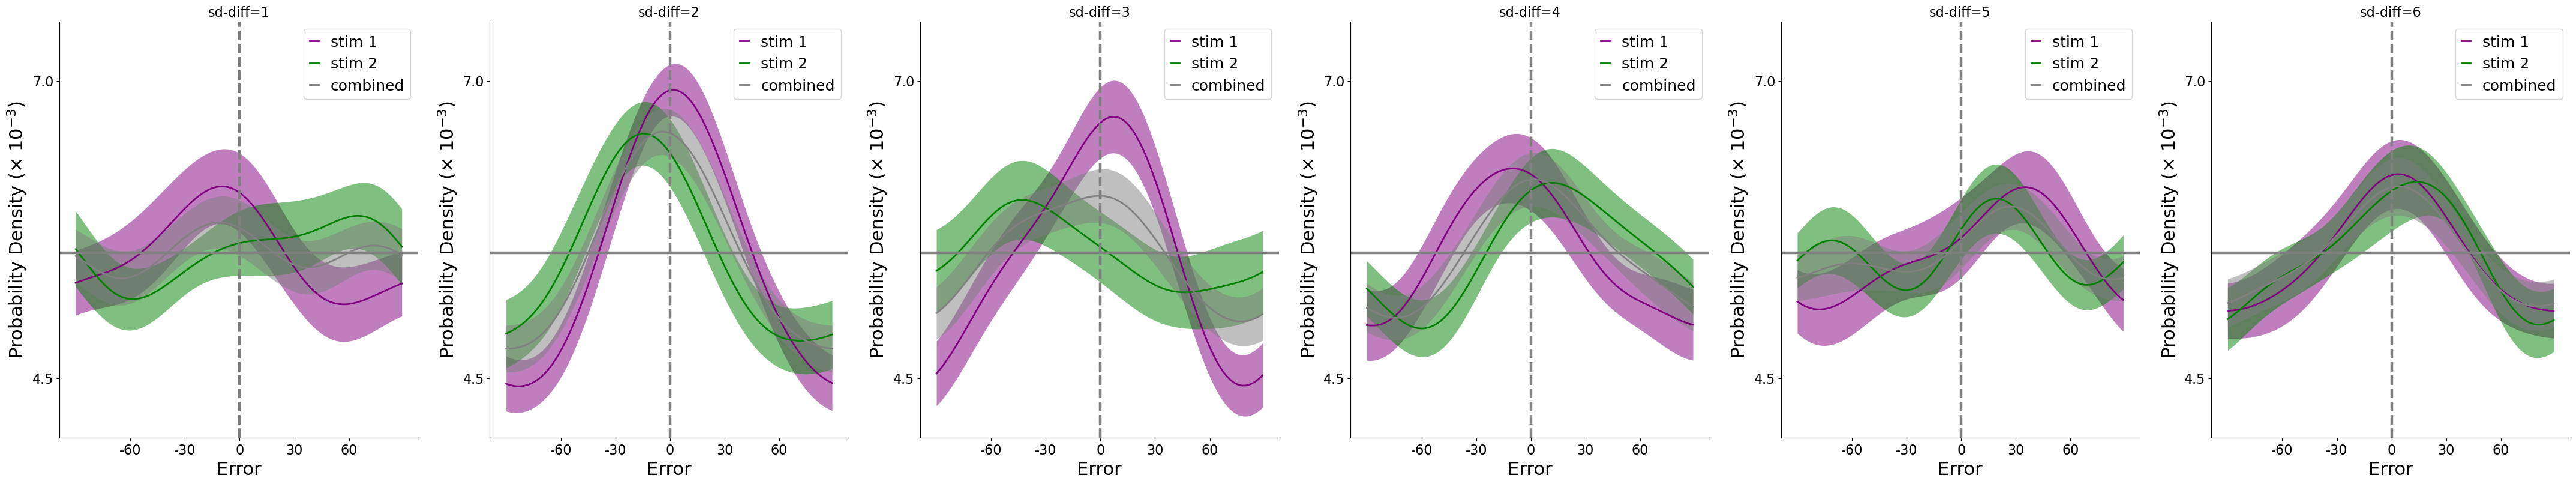 sd-diff=1
stim 1
stim 2
combined
7.0
4.5
Probability Density (× 10⁻³)
-60 -30 0 30 60
Error
sd-diff=2
stim 1
stim 2
combined
7.0
4.5
Probability Density (× 10⁻³)
-60 -30 0 30 60
Error
sd-diff=3
stim 1
stim 2
combined
7.0
4.5
Probability Density (× 10⁻³)
-60 -30 0 30 60
Error
sd-diff=4
stim 1
stim 2
combined
7.0
4.5
Probability Density (× 10⁻³)
-60 -30 0 30 60
Error
sd-diff=5
stim 1
stim 2
combined
7.0
4.5
Probability Density (× 10⁻³)
-60 -30 0 30 60
Error
sd-diff=6
stim 1
stim 2
combined
7.0
4.5
Probability Density (× 10⁻³)
-60 -30 0 30 60
Error